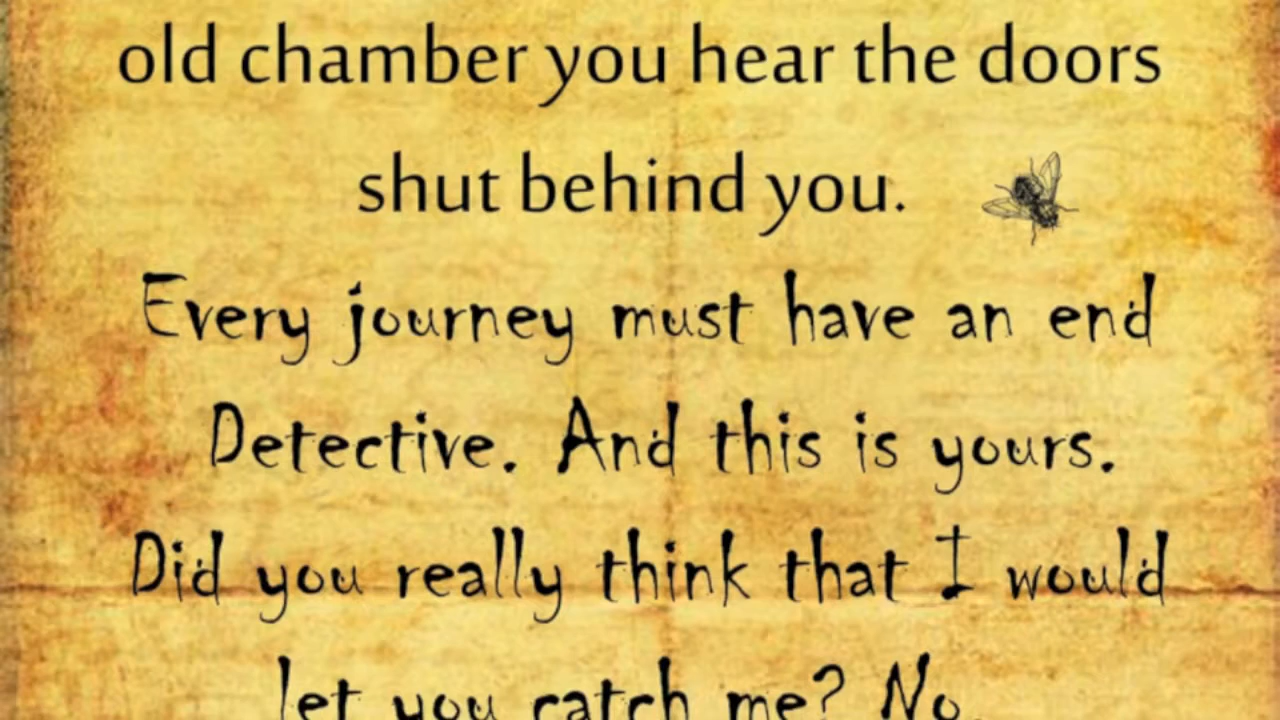 old chamber you hear the doors
shut behind you.
Every journey must have an end
Detective. And this is yours.
Did you really think that I would
let you catch me? No.